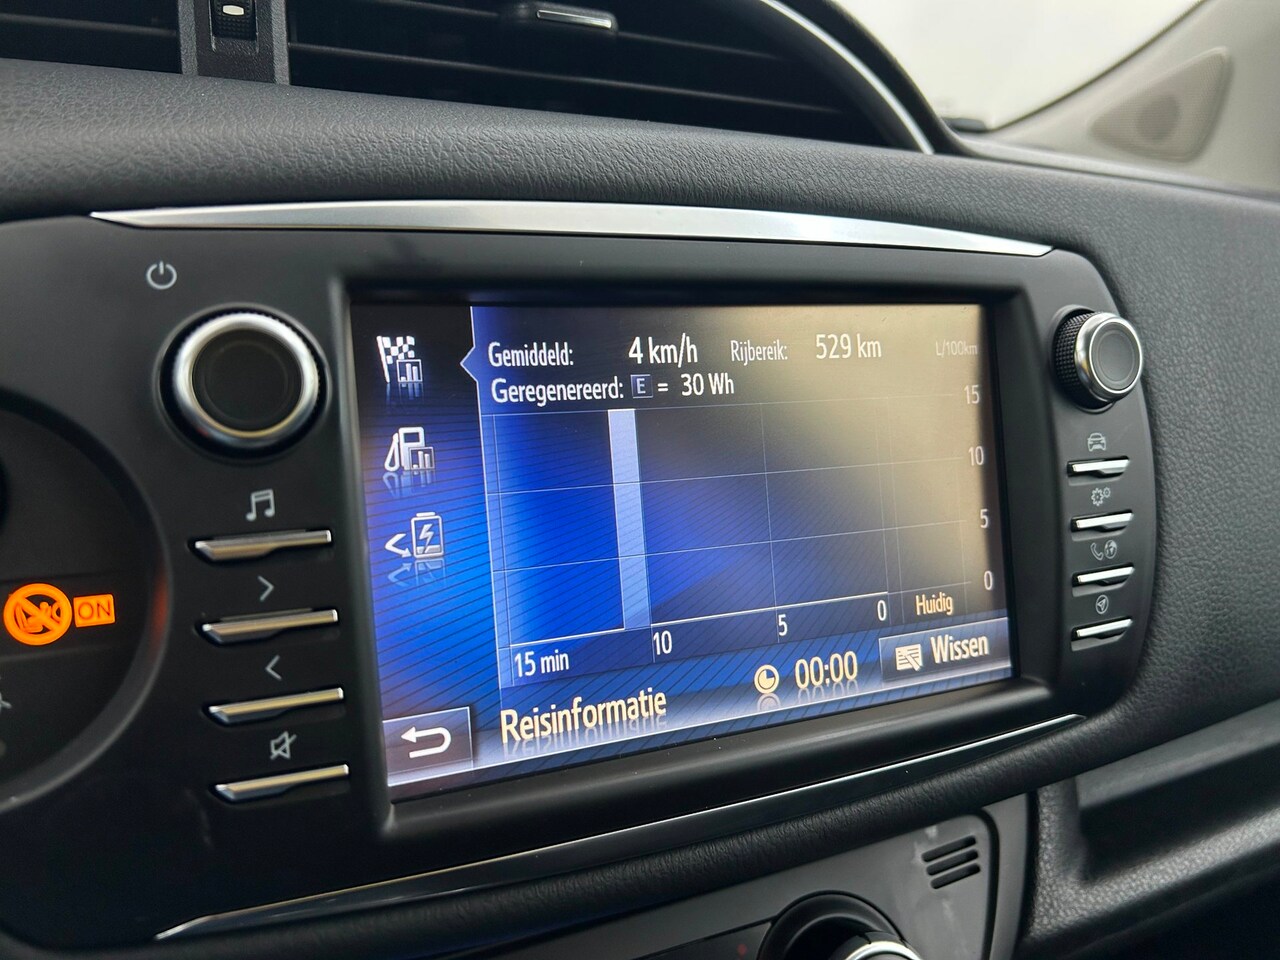 Gemiddeld: 4 km/h Rijbereik: 529 km L/100km
Geregenereerd: E = 30 Wh
15
10
5
0
15 min 10 5 0 Huidig
Reisinformatie 00:00 Wissen
ON